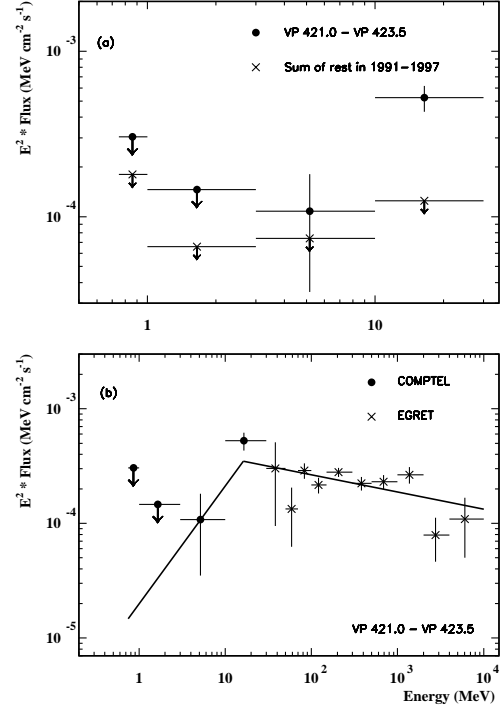 10⁻³
(a)
VP 421.0 − VP 423.5
Sum of rest in 1991−1997
E² * Flux (MeV cm⁻² s⁻¹)
10⁻⁴
1
10
(b)
COMPTEL
EGRET
10⁻³
E² * Flux (MeV cm⁻² s⁻¹)
10⁻⁴
10⁻⁵
VP 421.0 − VP 423.5
1
10
10²
10³
10⁴
Energy (MeV)